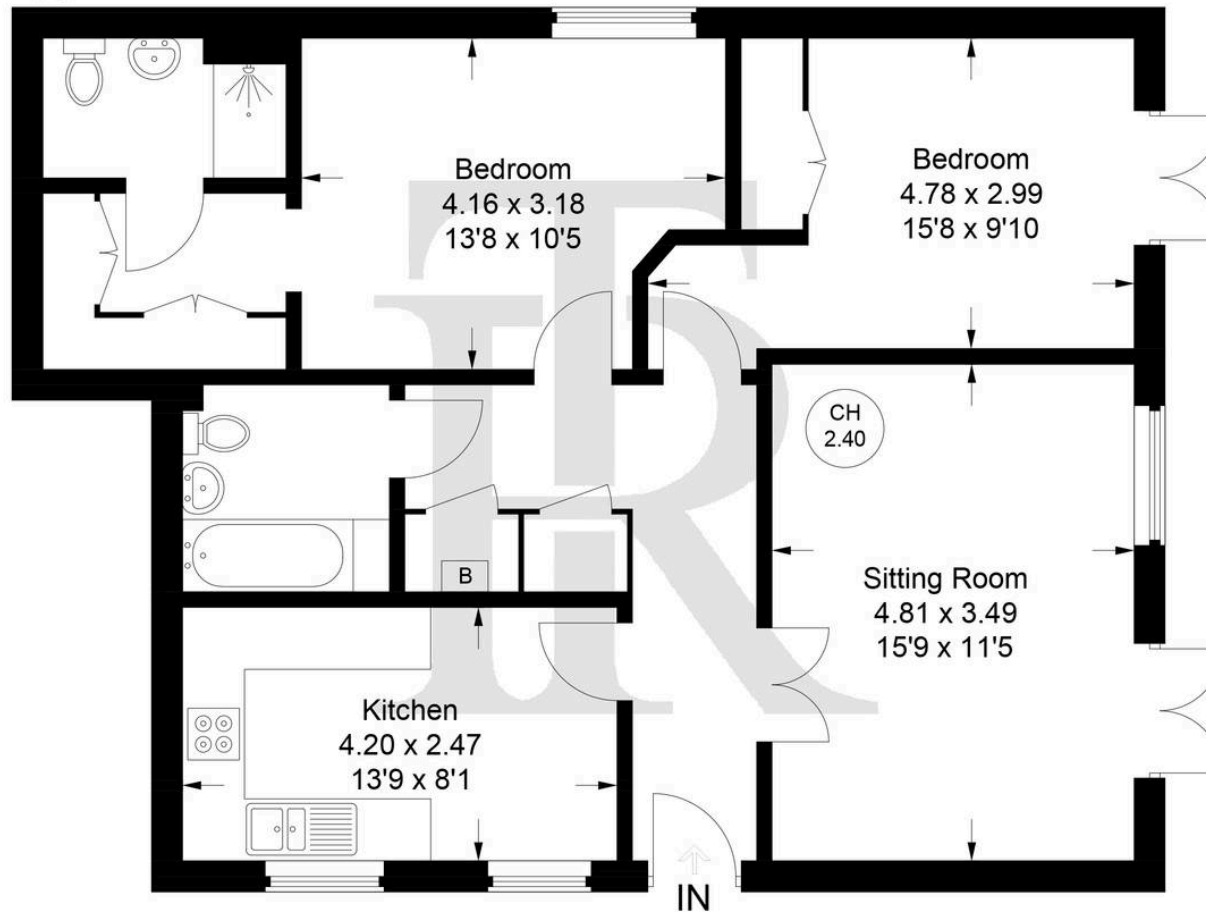 Bedroom
4.16 x 3.18
13'8 x 10'5
Bedroom
4.78 x 2.99
15'8 x 9'10
CH
2.40
Sitting Room
4.81 x 3.49
15'9 x 11'5
B
Kitchen
4.20 x 2.47
13'9 x 8'1
IN
TR